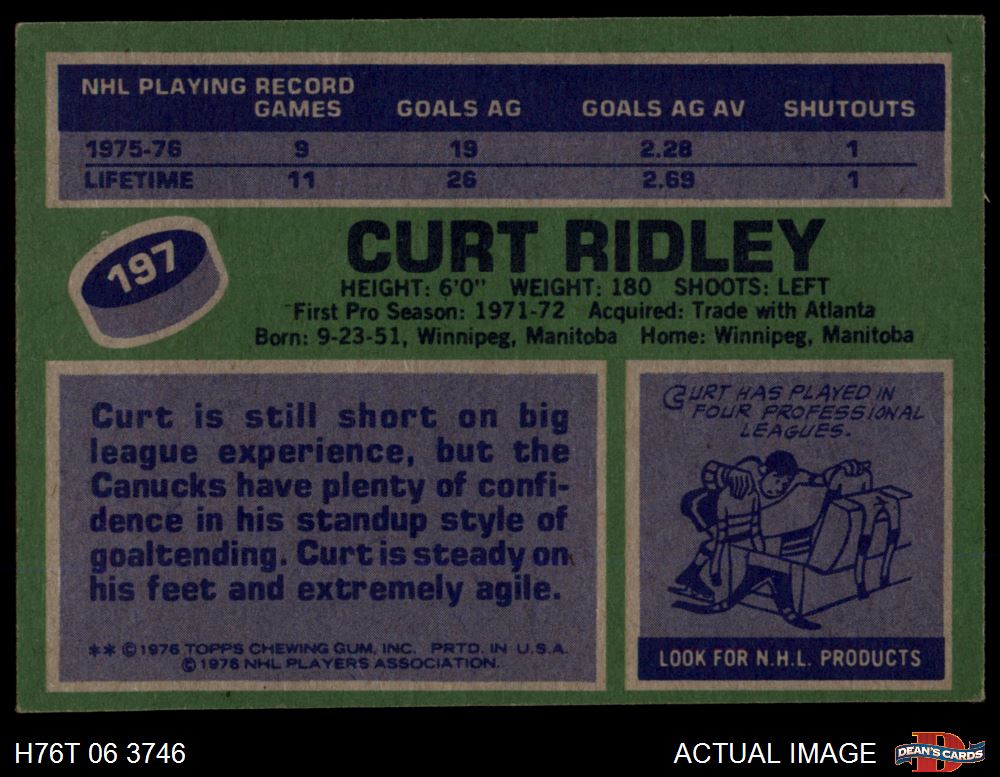 NHL PLAYING RECORD
GAMES GOALS AG GOALS AG AV SHUTOUTS
1975-76 9 19 2.28 1
LIFETIME 11 26 2.69 1
197
CURT RIDLEY
HEIGHT: 6'0" WEIGHT: 180 SHOOTS: LEFT
First Pro Season: 1971-72 Acquired: Trade with Atlanta
Born: 9-23-51, Winnipeg, Manitoba Home: Winnipeg, Manitoba
Curt is still short on big
league experience, but the
Canucks have plenty of confi-
dence in his standup style of
goaltending. Curt is steady on
his feet and extremely agile.
** © 1976 TOPPS CHEWING GUM, INC. PRTD. IN U.S.A.
© 1976 NHL PLAYERS ASSOCIATION.
CURT HAS PLAYED IN
FOUR PROFESSIONAL
LEAGUES.
LOOK FOR N.H.L. PRODUCTS
H76T 06 3746
ACTUAL IMAGE
D
DEAN'S CARDS